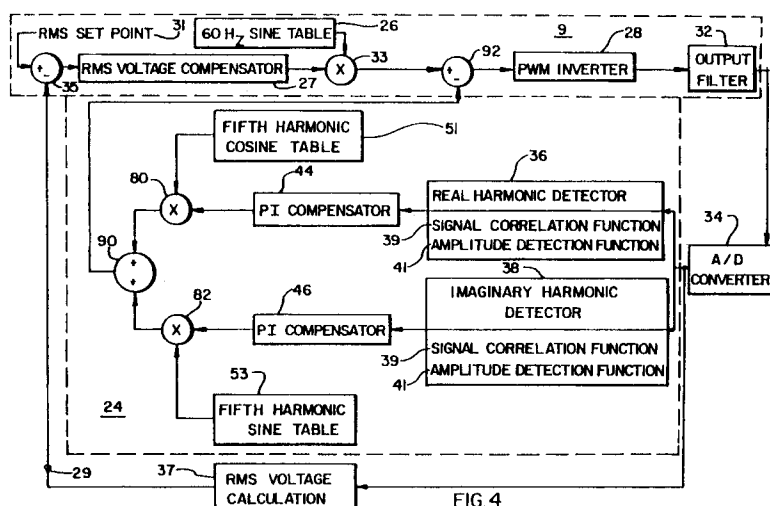 RMS SET POINT
31
60 HZ SINE TABLE
26
+
-
35
RMS VOLTAGE COMPENSATOR
27
X
33
+
-
92
9
28
PWM INVERTER
32
OUTPUT
FILTER
FIFTH HARMONIC
COSINE TABLE
51
80
X
44
PI COMPENSATOR
36
REAL HARMONIC DETECTOR
39
SIGNAL CORRELATION FUNCTION
41
AMPLITUDE DETECTION FUNCTION
34
A/D
CONVERTER
90
+
+
38
IMAGINARY HARMONIC
DETECTOR
39
SIGNAL CORRELATION FUNCTION
41
AMPLITUDE DETECTION FUNCTION
82
X
46
PI COMPENSATOR
53
FIFTH HARMONIC
SINE TABLE
24
29
37
RMS VOLTAGE
CALCULATION
FIG. 4